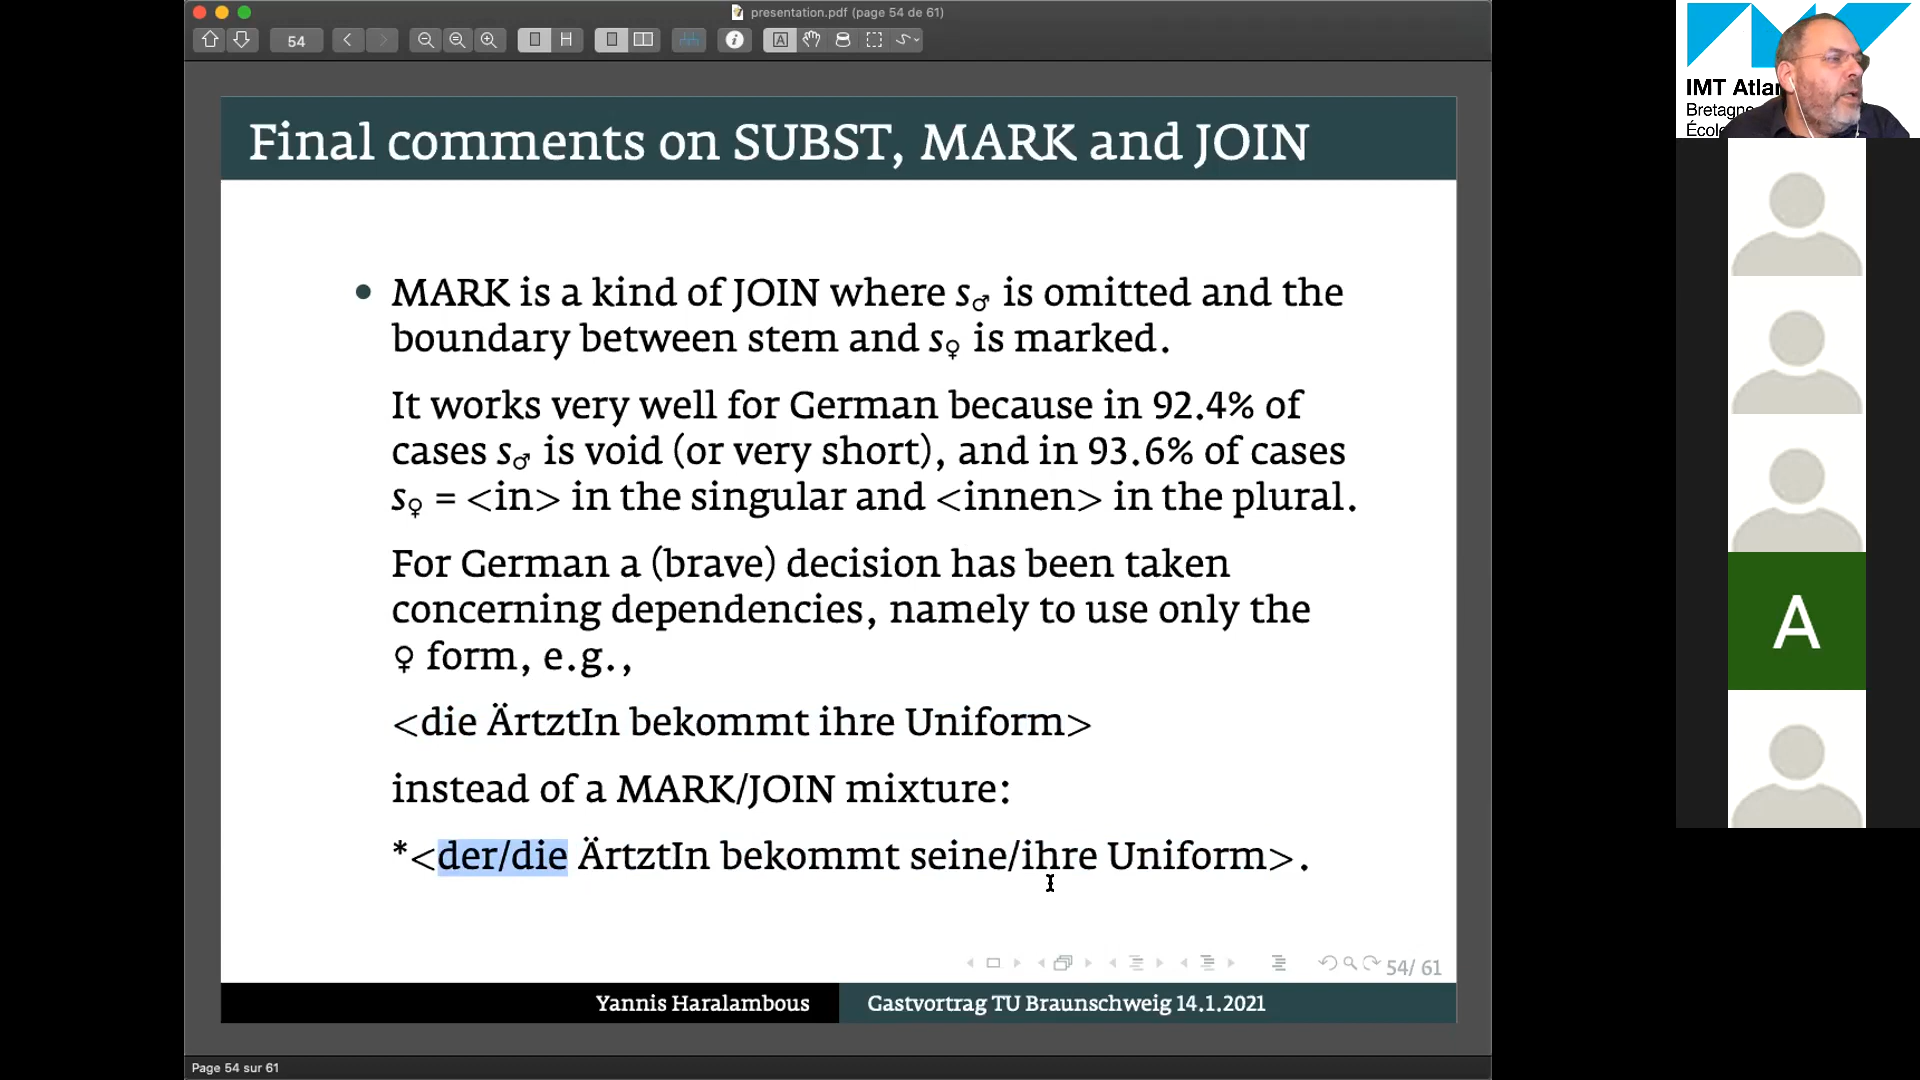 presentation.pdf (page 54 de 61)
54
Final comments on SUBST, MARK and JOIN
• MARK is a kind of JOIN where s♂ is omitted and the
boundary between stem and s♀ is marked.
It works very well for German because in 92.4% of
cases s♂ is void (or very short), and in 93.6% of cases
s♀ = <in> in the singular and <innen> in the plural.
For German a (brave) decision has been taken
concerning dependencies, namely to use only the
♀ form, e.g.,
<die ÄrtztIn bekommt ihre Uniform>
instead of a MARK/JOIN mixture:
*<der/die ÄrtztIn bekommt seine/ihre Uniform>.
54/ 61
Yannis Haralambous
Gastvortrag TU Braunschweig 14.1.2021
Page 54 sur 61
IMT Atla
Bretagn
École
A